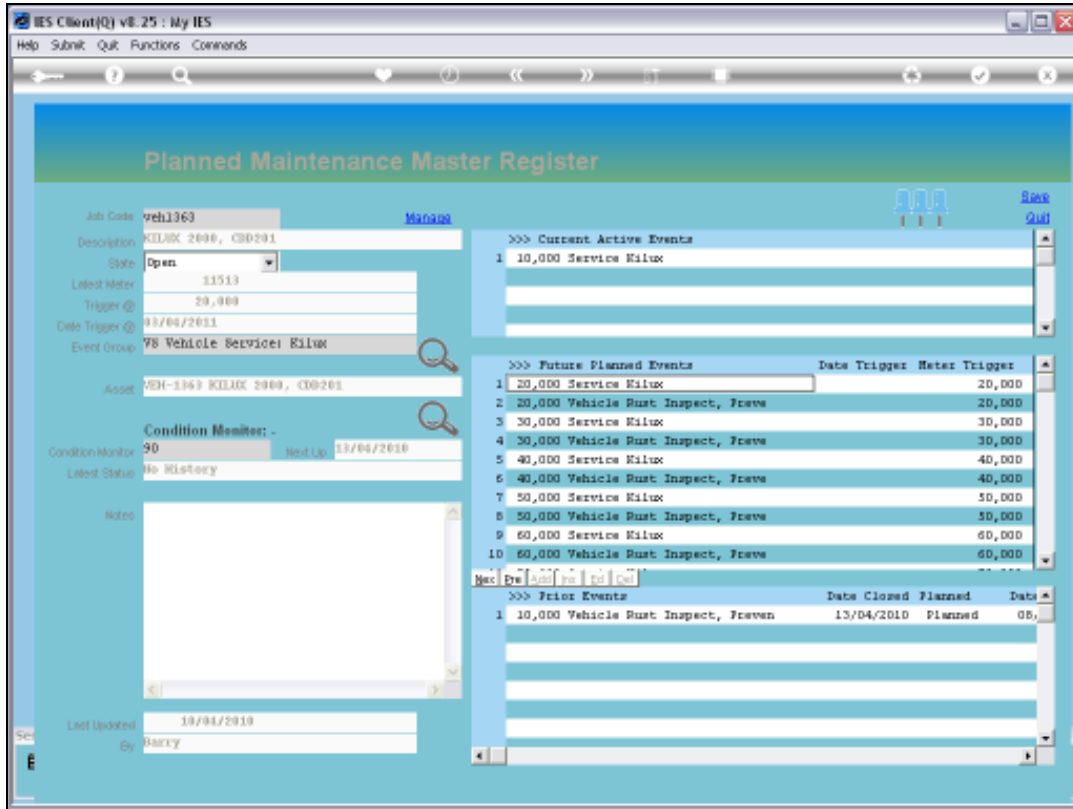 IES Client(Q) v8.25 : My IES
Help Submit Quit Functions Commands
Planned Maintenance Master Register
Save
Quit
Job Code veh1363 Manage
Description KILUX 2000, CDD201
State Open
Latest Meter 11513
Trigger @ 20,000
Date Trigger @ 03/06/2011
Event Group V8 Vehicle Service: Kilux
Asset VEH-1363 KILUX 2000, CDD201
Condition Monitor: -
Condition Monitor 90 Next Up 13/04/2010
Latest Status No History
Notes
Last Updated 10/04/2010
By Barry
>>> Current Active Events
1 10,000 Service Kilux
>>> Future Planned Events Date Trigger Meter Trigger
1 20,000 Service Kilux 20,000
2 20,000 Vehicle Rust Inspect, Preve 20,000
3 30,000 Service Kilux 30,000
4 30,000 Vehicle Rust Inspect, Preve 30,000
5 40,000 Service Kilux 40,000
6 40,000 Vehicle Rust Inspect, Preve 40,000
7 50,000 Service Kilux 50,000
8 50,000 Vehicle Rust Inspect, Preve 50,000
9 60,000 Service Kilux 60,000
10 60,000 Vehicle Rust Inspect, Preve 60,000
Nex Pre Add Ins Ed Del
>>> Prior Events Date Closed Planned Date
1 10,000 Vehicle Rust Inspect, Preven 13/04/2010 Planned 08,